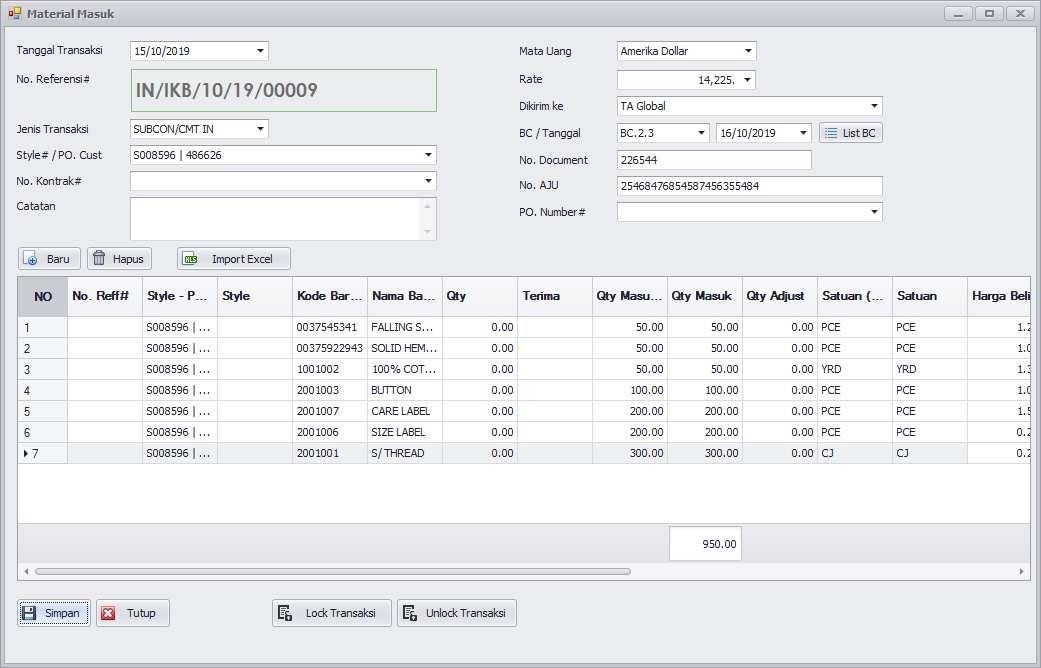 Material Masuk
Tanggal Transaksi 15/10/2019
No. Referensi# IN/IKB/10/19/00009
Jenis Transaksi SUBCON/CMT IN
Style# / PO. Cust S008596 | 486626
No. Kontrak#
Catatan
Mata Uang Amerika Dollar
Rate 14,225.
Dikirim ke TA Global
BC / Tanggal BC.2.3 16/10/2019 List BC
No. Document 226544
No. AJU 25468476854587456355484
PO. Number#
Baru Hapus XLS Import Excel
NO No. Reff# Style - P... Style Kode Bar... Nama Ba... Qty Terima Qty Masu... Qty Masuk Qty Adjust Satuan (... Satuan Harga Beli
1 S008596 | ... 0037545341 FALLING S... 0.00 50.00 50.00 0.00 PCE PCE 1.2
2 S008596 | ... 00375922943 SOLID HEM... 0.00 50.00 50.00 0.00 PCE PCE 1.0
3 S008596 | ... 1001002 100% COT... 0.00 50.00 50.00 0.00 YRD YRD 1.3
4 S008596 | ... 2001003 BUTTON 0.00 100.00 100.00 0.00 PCE PCE 1.0
5 S008596 | ... 2001007 CARE LABEL 0.00 200.00 200.00 0.00 PCE PCE 1.5
6 S008596 | ... 2001006 SIZE LABEL 0.00 200.00 200.00 0.00 PCE PCE 0.2
7 S008596 | ... 2001001 S/ THREAD 0.00 300.00 300.00 0.00 CJ CJ 0.2
950.00
Simpan Tutup Lock Transaksi Unlock Transaksi